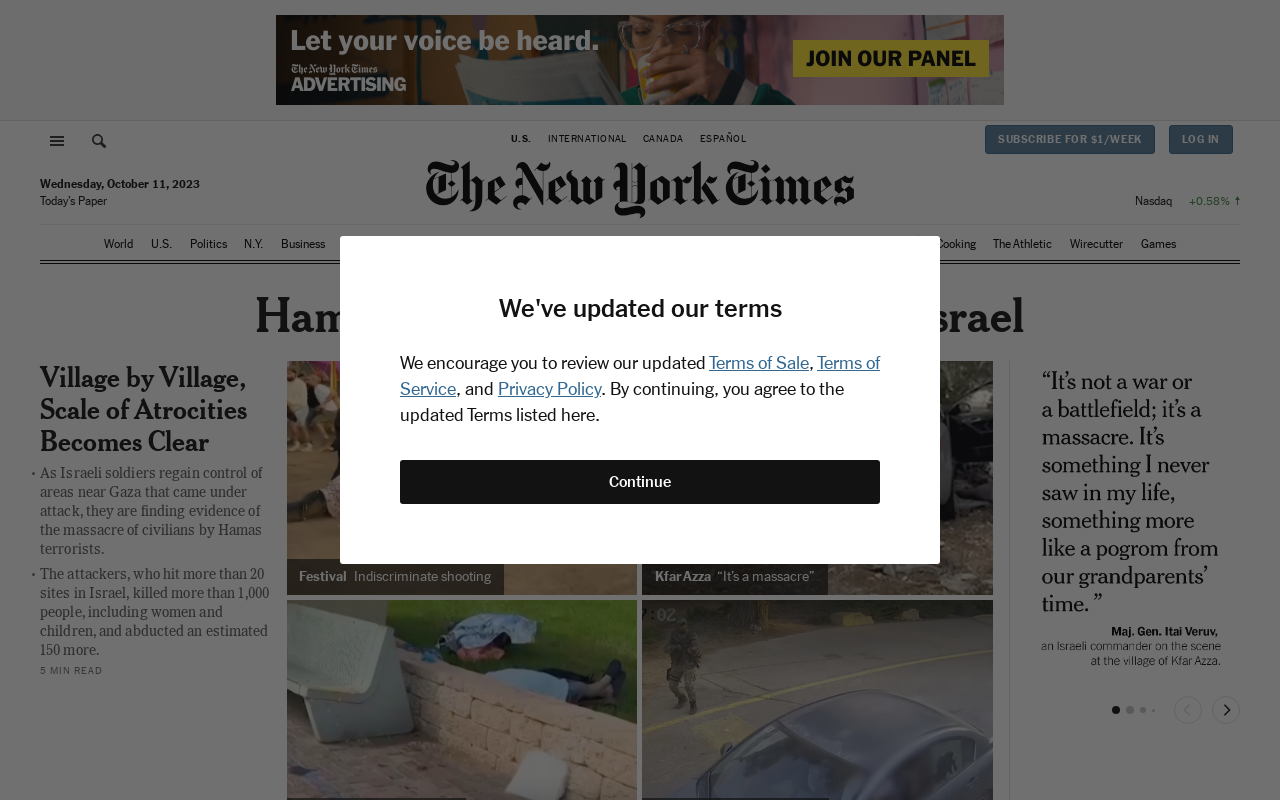 Let your voice be heard.
The New York Times
ADVERTISING
JOIN OUR PANEL
U.S. INTERNATIONAL CANADA ESPAÑOL
SUBSCRIBE FOR $1/WEEK LOG IN
The New York Times
Wednesday, October 11, 2023
Today's Paper
Nasdaq +0.58% ↑
World U.S. Politics N.Y. Business Cooking The Athletic Wirecutter Games
We've updated our terms
We encourage you to review our updated Terms of Sale, Terms of
Service, and Privacy Policy. By continuing, you agree to the
updated Terms listed here.
Continue
Village by Village,
Scale of Atrocities
Becomes Clear
• As Israeli soldiers regain control of
areas near Gaza that came under
attack, they are finding evidence of
the massacre of civilians by Hamas
terrorists.
• The attackers, who hit more than 20
sites in Israel, killed more than 1,000
people, including women and
children, and abducted an estimated
150 more.
5 MIN READ
Festival Indiscriminate shooting
Kfar Azza “It’s a massacre”
:02
“It’s not a war or
a battlefield; it’s a
massacre. It’s
something I never
saw in my life,
something more
like a pogrom from
our grandparents’
time. ”
Maj. Gen. Itai Veruv,
an Israeli commander on the scene
at the village of Kfar Azza.